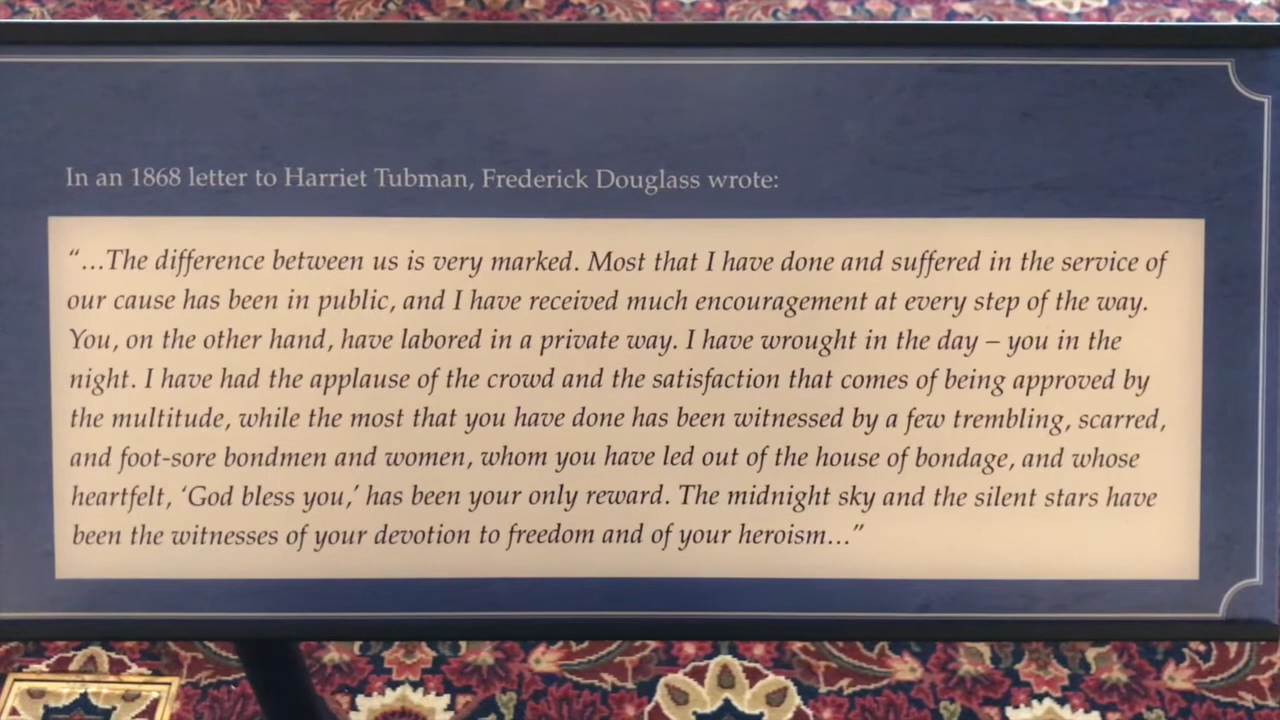 In an 1868 letter to Harriet Tubman, Frederick Douglass wrote:
“…The difference between us is very marked. Most that I have done and suffered in the service of
our cause has been in public, and I have received much encouragement at every step of the way.
You, on the other hand, have labored in a private way. I have wrought in the day – you in the
night. I have had the applause of the crowd and the satisfaction that comes of being approved by
the multitude, while the most that you have done has been witnessed by a few trembling, scarred,
and foot-sore bondmen and women, whom you have led out of the house of bondage, and whose
heartfelt, ‘God bless you,’ has been your only reward. The midnight sky and the silent stars have
been the witnesses of your devotion to freedom and of your heroism…”